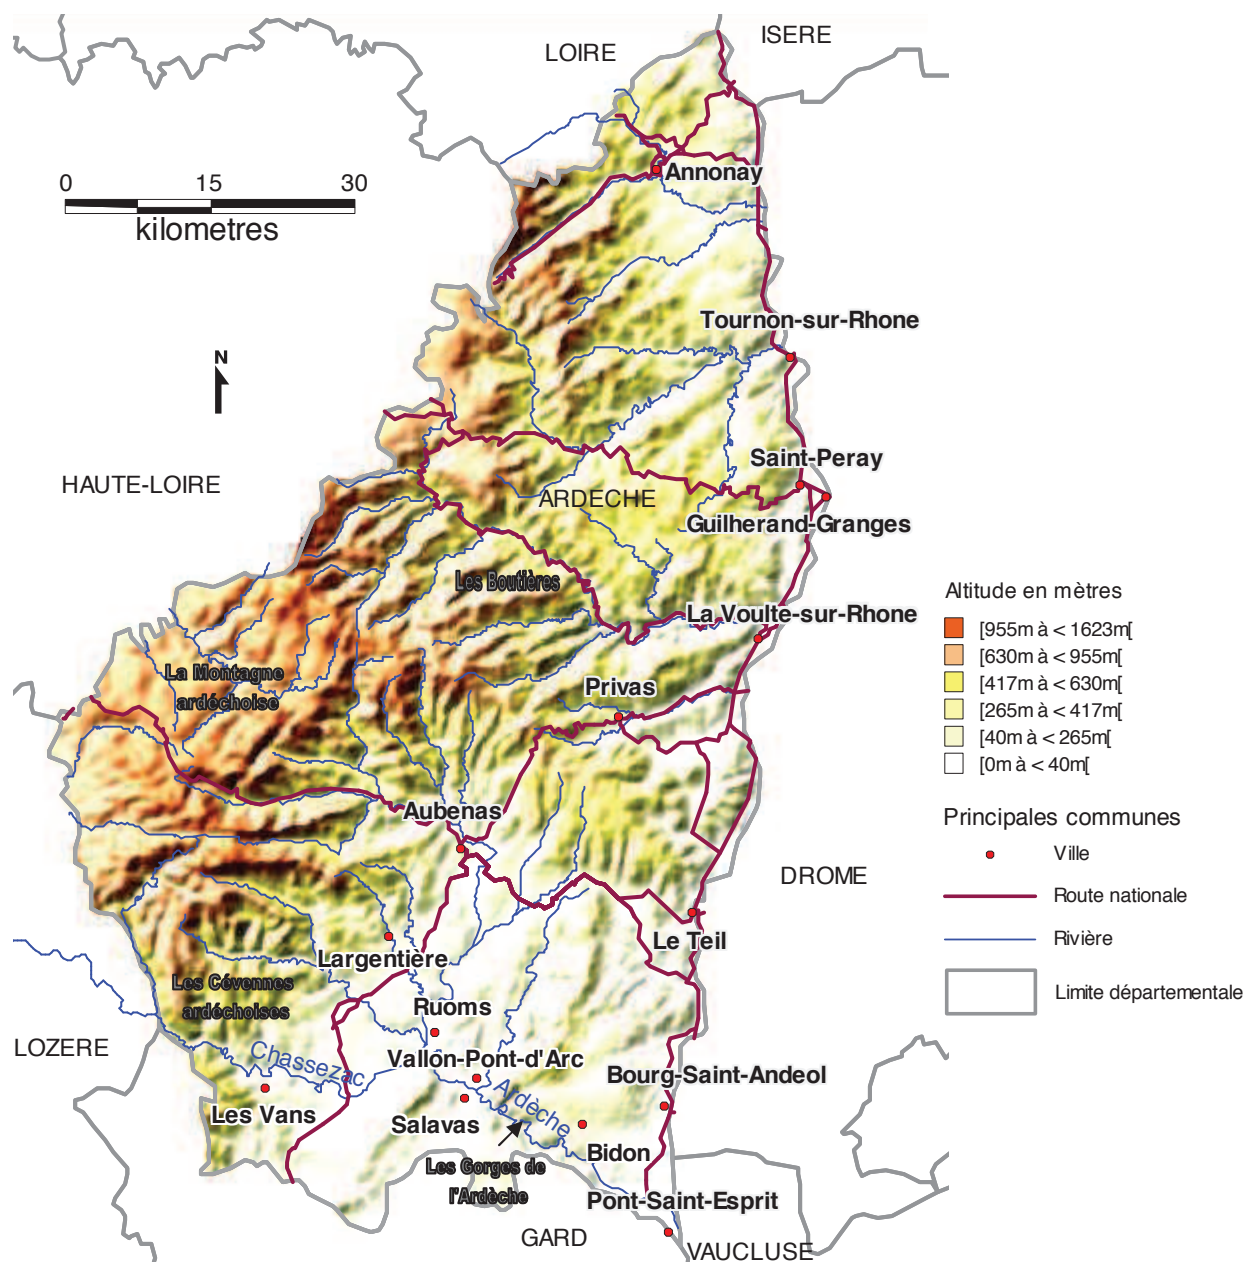 LOIRE
ISERE
0 15 30
kilometres
Annonay
N
Tournon-sur-Rhone
HAUTE-LOIRE
Saint-Peray
ARDECHE
Guilherand-Granges
Les Boutières
La Voulte-sur-Rhone
La Montagne
ardéchoise
Privas
Aubenas
DROME
Le Teil
Largentière
Les Cévennes
ardéchoises
Ruoms
LOZERE
Chassezac
Vallon-Pont-d'Arc
Ardèche
Bourg-Saint-Andeol
Les Vans
Salavas
Bidon
Les Gorges de
l'Ardèche
Pont-Saint-Esprit
GARD
VAUCLUSE
Altitude en mètres
[955m à < 1623m[
[630m à < 955m[
[417m à < 630m[
[265m à < 417m[
[40m à < 265m[
[0m à < 40m[
Principales communes
Ville
Route nationale
Rivière
Limite départementale